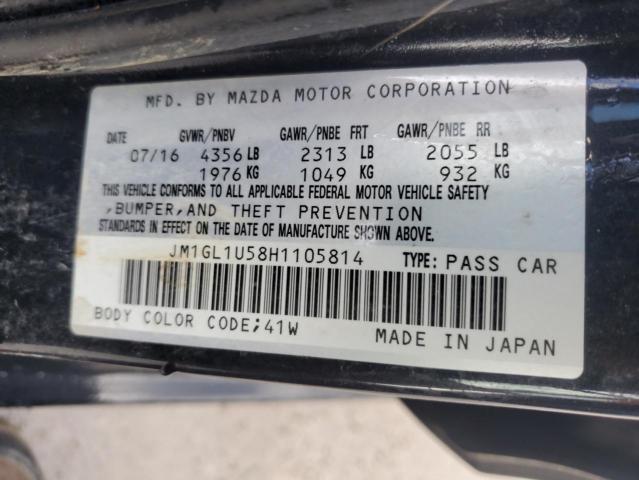 MFD. BY MAZDA MOTOR CORPORATION
DATE GVWR/PNBV GAWR/PNBE FRT GAWR/PNBE RR
07/16 4356 LB 2313 LB 2055 LB
1976 KG 1049 KG 932 KG
THIS VEHICLE CONFORMS TO ALL APPLICABLE FEDERAL MOTOR VEHICLE SAFETY
,BUMPER,AND THEFT PREVENTION
STANDARDS IN EFFECT ON THE DATE OF MANUFACTURE SHOWN ABOVE.
JM1GL1U58H1105814 TYPE: PASS CAR
BODY COLOR CODE;41W MADE IN JAPAN